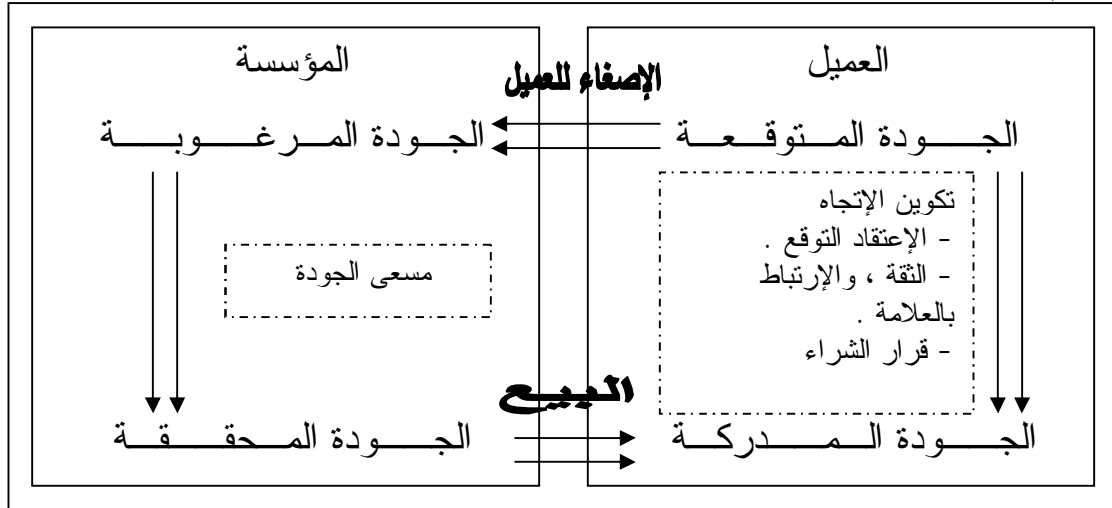 العميل
المؤسسة
الإصغاء للعميل
الجودة المتوقعة
الجودة المرغوبة
تكوين الإتجاه
- الإعتقاد التوقع .
- الثقة ، والإرتباط
بالعلامة .
- قرار الشراء
مسعى الجودة
البيع
الجودة المدركة
الجودة المحققة